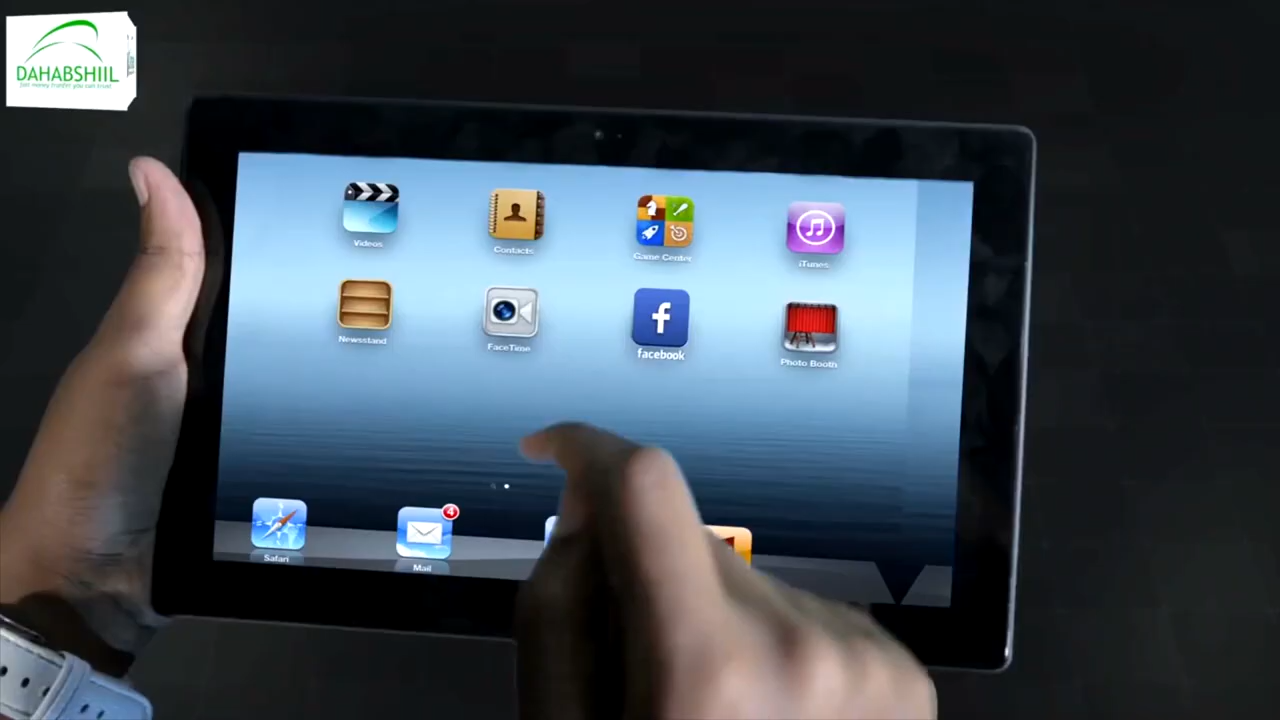 DAHABSHIIL
Videos
Contacts
Game Center
iTunes
Newsstand
FaceTime
f
facebook
Photo Booth
4
Safari
Mail